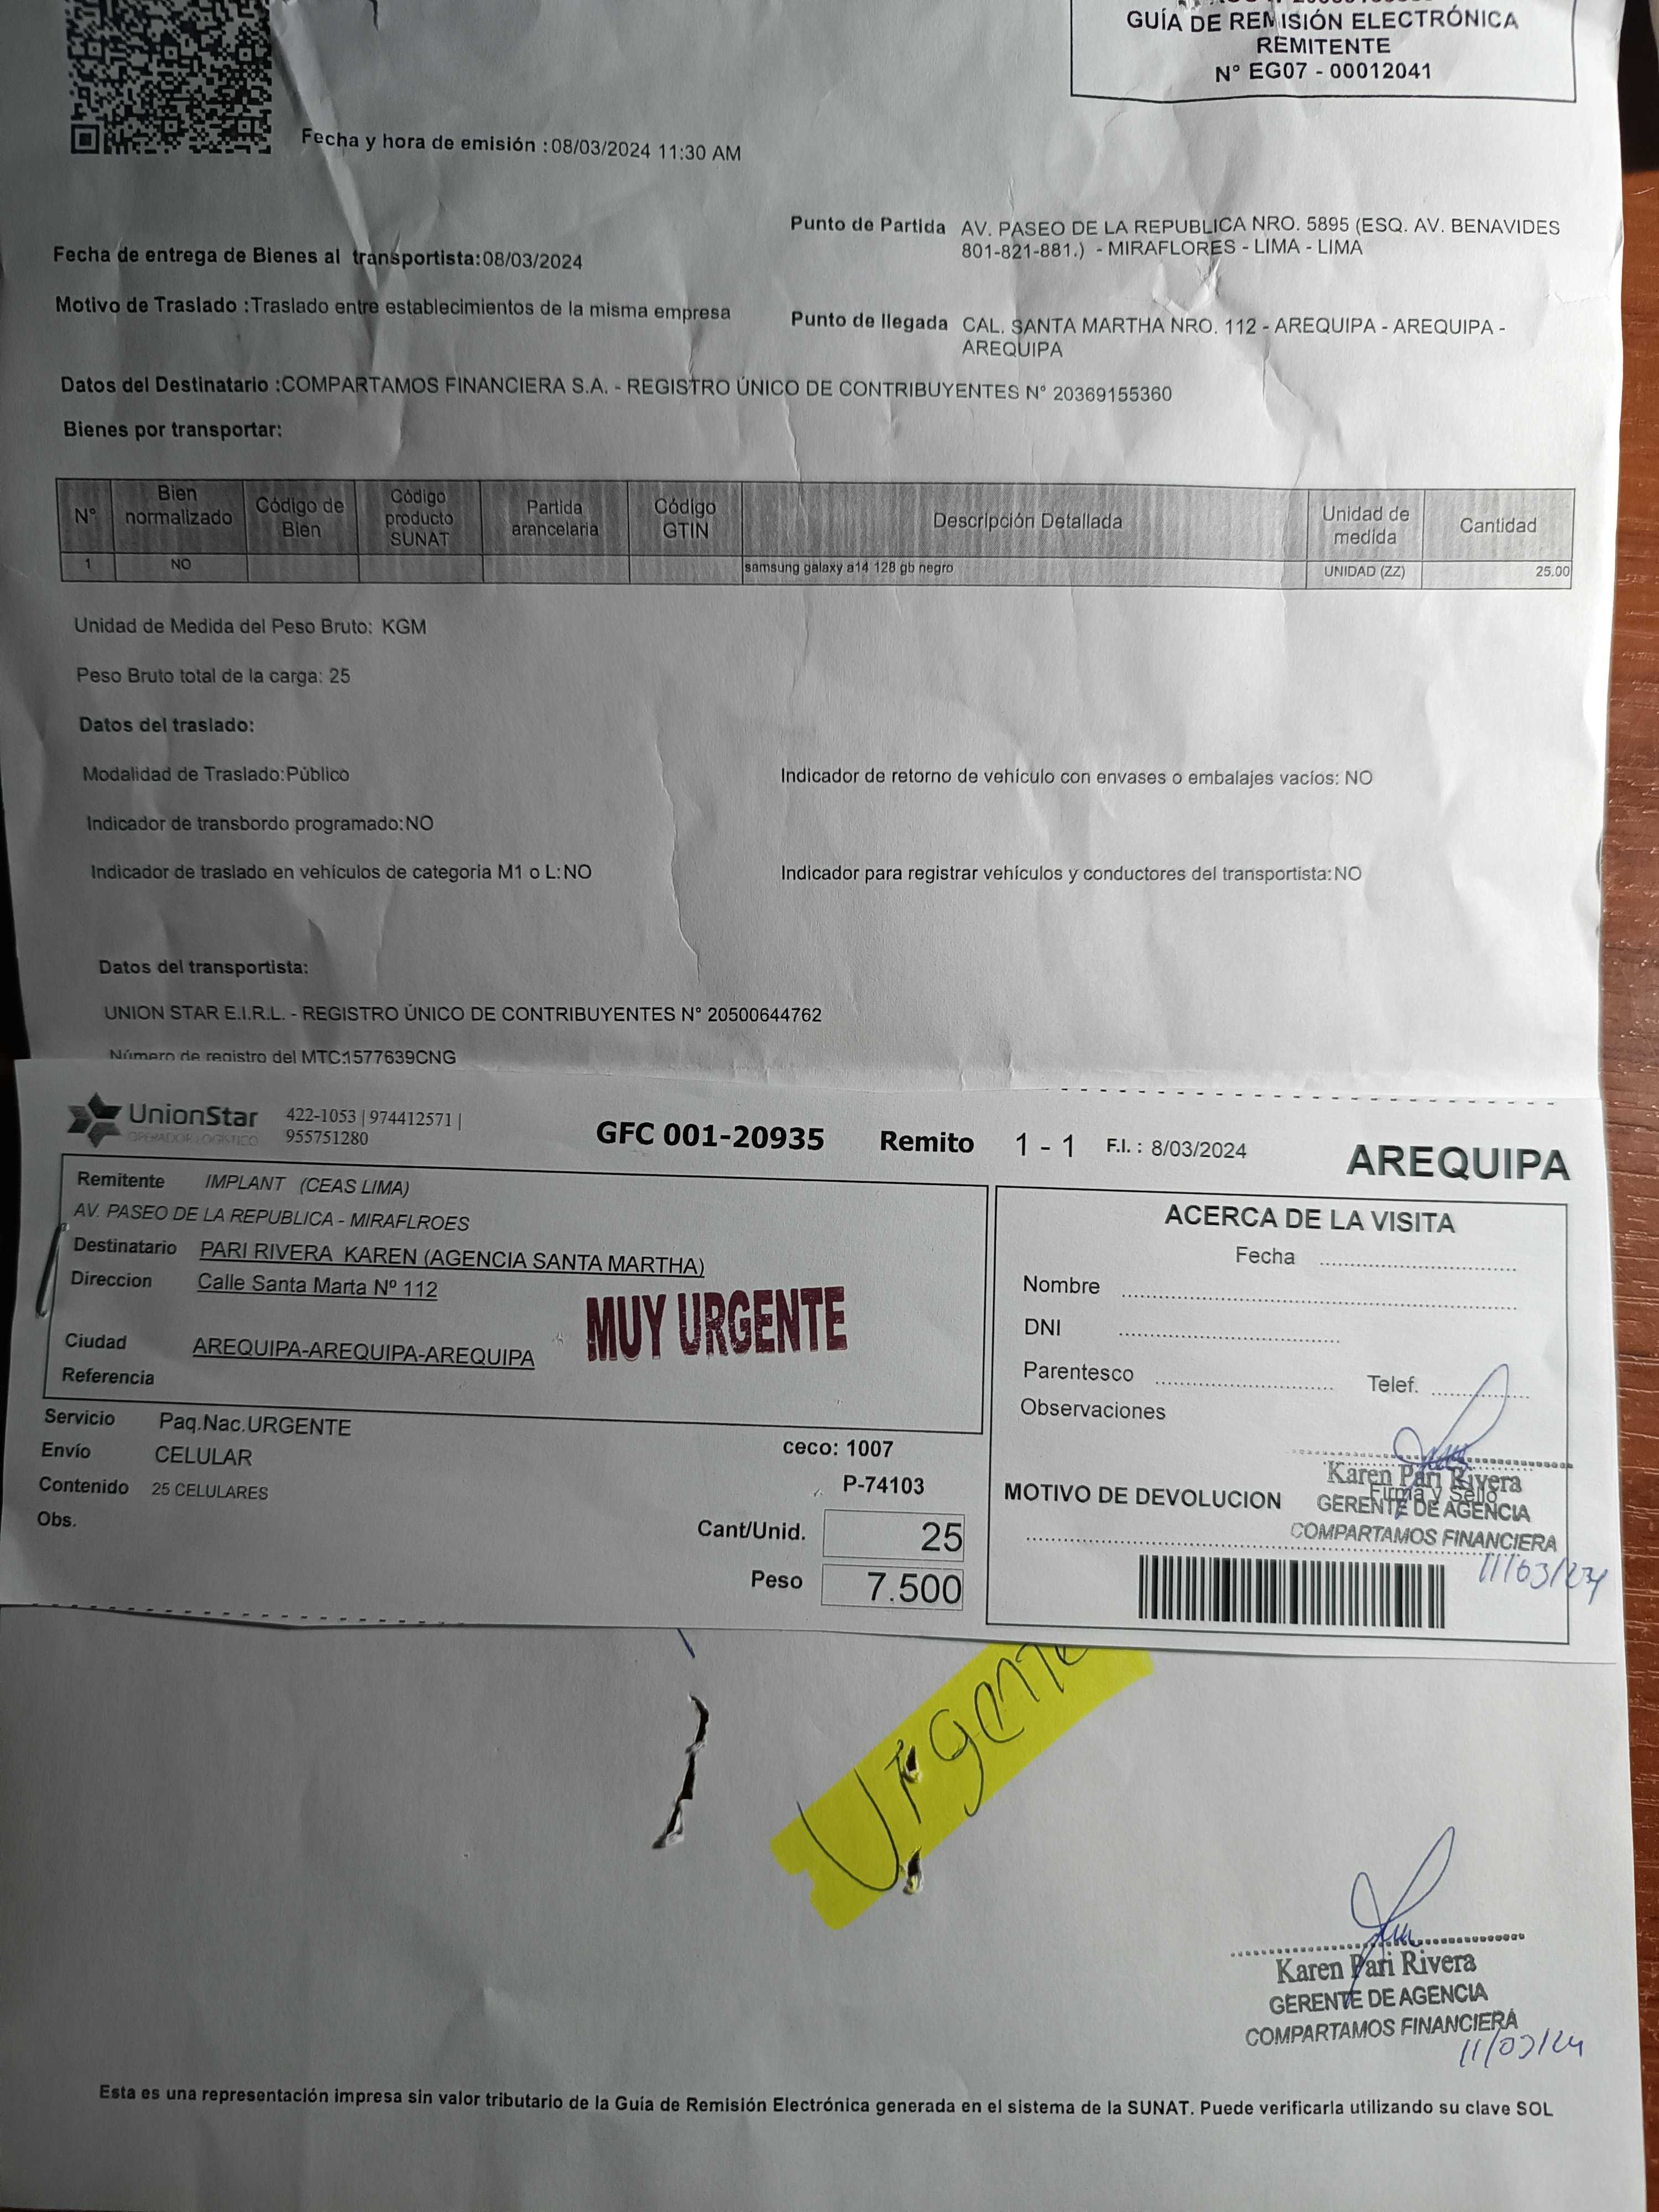 GUÍA DE REMISIÓN ELECTRÓNICA
REMITENTE
N° EG07 - 00012041
Fecha y hora de emisión : 08/03/2024 11:30 AM
Punto de Partida AV. PASEO DE LA REPUBLICA NRO. 5895 (ESQ. AV. BENAVIDES
801-821-881.) - MIRAFLORES - LIMA - LIMA
Fecha de entrega de Bienes al transportista:08/03/2024
Motivo de Traslado :Traslado entre establecimientos de la misma empresa
Punto de llegada CAL. SANTA MARTHA NRO. 112 - AREQUIPA - AREQUIPA -
AREQUIPA
Datos del Destinatario :COMPARTAMOS FINANCIERA S.A. - REGISTRO ÚNICO DE CONTRIBUYENTES N° 20369155360
Bienes por transportar:
N° Bien normalizado Código de Bien Código producto SUNAT Partida arancelaria Código GTIN Descripción Detallada Unidad de medida Cantidad
1 NO samsung galaxy a14 128 gb negro UNIDAD (ZZ) 25.00
Unidad de Medida del Peso Bruto: KGM
Peso Bruto total de la carga: 25
Datos del traslado:
Modalidad de Traslado:Público
Indicador de retorno de vehículo con envases o embalajes vacíos: NO
Indicador de transbordo programado:NO
Indicador de traslado en vehículos de categoría M1 o L:NO
Indicador para registrar vehículos y conductores del transportista:NO
Datos del transportista:
UNION STAR E.I.R.L. - REGISTRO ÚNICO DE CONTRIBUYENTES N° 20500644762
Número de registro del MTC:1577639CNG
UnionStar
OPERADOR LOGÍSTICO
422-1053 | 974412571 |
955751280
GFC 001-20935 Remito 1 - 1 F.I. : 8/03/2024
AREQUIPA
Remitente IMPLANT (CEAS LIMA)
AV. PASEO DE LA REPUBLICA - MIRAFLROES
Destinatario PARI RIVERA KAREN (AGENCIA SANTA MARTHA)
Direccion Calle Santa Marta Nº 112
MUY URGENTE
Ciudad AREQUIPA-AREQUIPA-AREQUIPA
Referencia
Servicio Paq.Nac.URGENTE
Envío CELULAR
Contenido 25 CELULARES
Obs.
ceco: 1007
P-74103
Cant/Unid. 25
Peso 7.500
ACERCA DE LA VISITA
Fecha
Nombre
DNI
Parentesco Telef.
Observaciones
Karen Pari Rivera
Firma y Sello
MOTIVO DE DEVOLUCION
GERENTE DE AGENCIA
COMPARTAMOS FINANCIERA
11/03/24
Urgente
Karen Pari Rivera
GERENTE DE AGENCIA
COMPARTAMOS FINANCIERA
11/03/24
Esta es una representación impresa sin valor tributario de la Guía de Remisión Electrónica generada en el sistema de la SUNAT. Puede verificarla utilizando su clave SOL